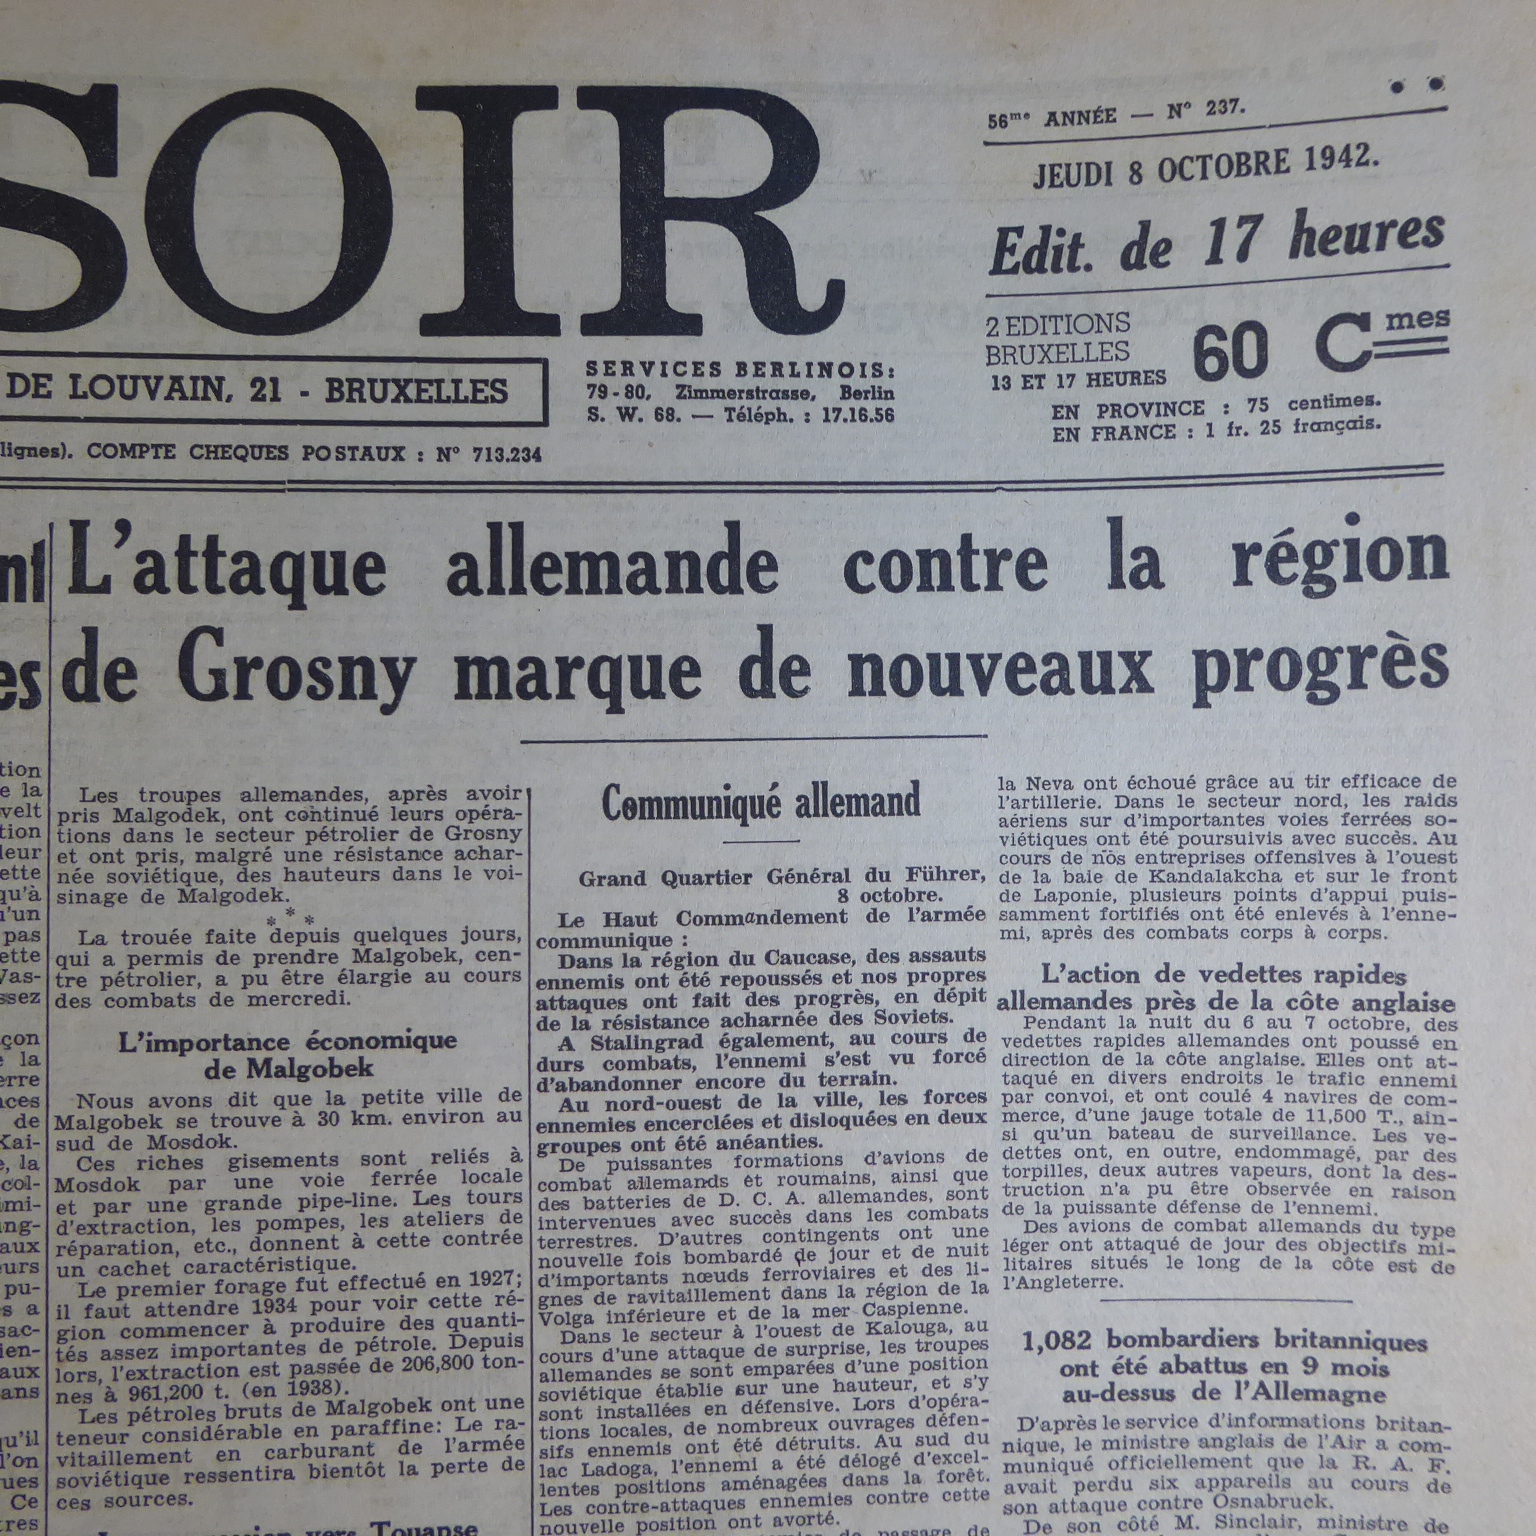 SOIR
56me ANNÉE — N° 237.
JEUDI 8 OCTOBRE 1942.
Edit. de 17 heures
2 EDITIONS
BRUXELLES
13 ET 17 HEURES
60 Cmes
EN PROVINCE : 75 centimes.
EN FRANCE : 1 fr. 25 français.
DE LOUVAIN, 21 - BRUXELLES
SERVICES BERLINOIS:
79-80, Zimmerstrasse, Berlin
S. W. 68. — Téléph. : 17.16.56
lignes). COMPTE CHEQUES POSTAUX : N° 713.234
L'attaque allemande contre la région
de Grosny marque de nouveaux progrès
Les troupes allemandes, après avoir
pris Malgodek, ont continué leurs opéra-
tions dans le secteur pétrolier de Grosny
et ont pris, malgré une résistance achar-
née soviétique, des hauteurs dans le voi-
sinage de Malgodek.
* * *
La trouée faite depuis quelques jours,
qui a permis de prendre Malgobek, cen-
tre pétrolier, a pu être élargie au cours
des combats de mercredi.
L'importance économique
de Malgobek
Nous avons dit que la petite ville de
Malgobek se trouve à 30 km. environ au
sud de Mosdok.
Ces riches gisements sont reliés à
Mosdok par une voie ferrée locale
et par une grande pipe-line. Les tours
d'extraction, les pompes, les ateliers de
réparation, etc., donnent à cette contrée
un cachet caractéristique.
Le premier forage fut effectué en 1927;
il faut attendre 1934 pour voir cette ré-
gion commencer à produire des quanti-
tés assez importantes de pétrole. Depuis
lors, l'extraction est passée de 206,800 ton-
nes à 961,200 t. (en 1938).
Les pétroles bruts de Malgobek ont une
teneur considérable en paraffine: Le ra-
vitaillement en carburant de l'armée
soviétique ressentira bientôt la perte de
ces sources.
vers Touapse
Communiqué allemand
Grand Quartier Général du Führer,
8 octobre.
Le Haut Commandement de l'armée
communique :
Dans la région du Caucase, des assauts
ennemis ont été repoussés et nos propres
attaques ont fait des progrès, en dépit
de la résistance acharnée des Soviets.
A Stalingrad également, au cours de
durs combats, l'ennemi s'est vu forcé
d'abandonner encore du terrain.
Au nord-ouest de la ville, les forces
ennemies encerclées et disloquées en deux
groupes ont été anéanties.
De puissantes formations d'avions de
combat allemands et roumains, ainsi que
des batteries de D. C. A. allemandes, sont
intervenues avec succès dans les combats
terrestres. D'autres contingents ont une
nouvelle fois bombardé de jour et de nuit
d'importants nœuds ferroviaires et des li-
gnes de ravitaillement dans la région de la
Volga inférieure et de la mer Caspienne.
Dans le secteur à l'ouest de Kalouga, au
cours d'une attaque de surprise, les troupes
allemandes se sont emparées d'une position
soviétique établie sur une hauteur, et s'y
sont installées en défensive. Lors d'opéra-
tions locales, de nombreux ouvrages défen-
sifs ennemis ont été détruits. Au sud du
lac Ladoga, l'ennemi a été délogé d'excel-
lentes positions aménagées dans la forêt.
Les contre-attaques ennemies contre cette
nouvelle position ont avorté.
de passage de
la Neva ont échoué grâce au tir efficace de
l'artillerie. Dans le secteur nord, les raids
aériens sur d'importantes voies ferrées so-
viétiques ont été poursuivis avec succès. Au
cours de nos entreprises offensives à l'ouest
de la baie de Kandalakcha et sur le front
de Laponie, plusieurs points d'appui puis-
samment fortifiés ont été enlevés à l'enne-
mi, après des combats corps à corps.
L'action de vedettes rapides
allemandes près de la côte anglaise
Pendant la nuit du 6 au 7 octobre, des
vedettes rapides allemandes ont poussé en
direction de la côte anglaise. Elles ont at-
taqué en divers endroits le trafic ennemi
par convoi, et ont coulé 4 navires de com-
merce, d'une jauge totale de 11,500 T., ain-
si qu'un bateau de surveillance. Les ve-
dettes ont, en outre, endommagé, par des
torpilles, deux autres vapeurs, dont la des-
truction n'a pu être observée en raison
de la puissante défense de l'ennemi.
Des avions de combat allemands du type
léger ont attaqué de jour des objectifs mi-
litaires situés le long de la côte est de
l'Angleterre.
1,082 bombardiers britanniques
ont été abattus en 9 mois
au-dessus de l'Allemagne
D'après le service d'informations britan-
nique, le ministre anglais de l'Air a com-
muniqué officiellement que la R. A. F.
avait perdu six appareils au cours de
son attaque contre Osnabruck.
De son côté M. Sinclair, ministre de